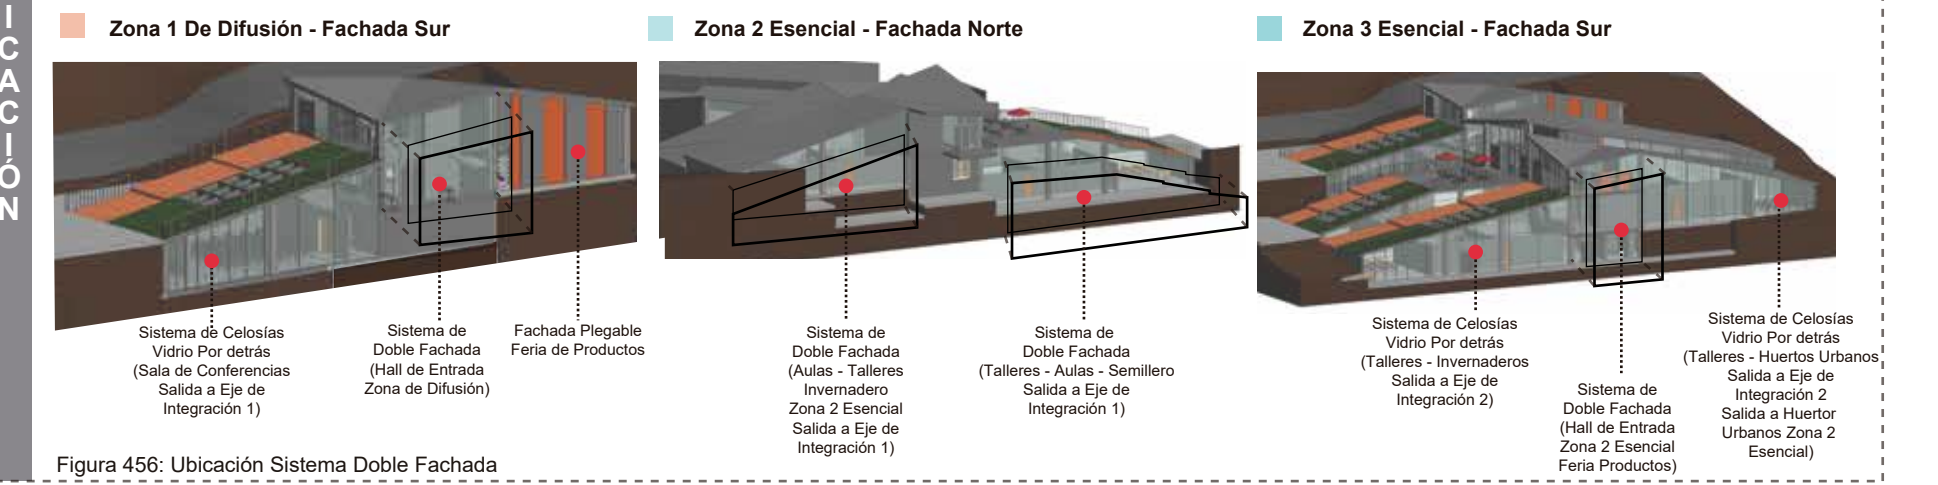 I
C
A
C
I
Ó
N
Zona 1 De Difusión - Fachada Sur
Sistema de Celosías
Vidrio Por detrás
(Sala de Conferencias
Salida a Eje de
Integración 1)
Sistema de
Doble Fachada
(Hall de Entrada
Zona de Difusión)
Fachada Plegable
Feria de Productos
Zona 2 Esencial - Fachada Norte
Sistema de
Doble Fachada
(Aulas - Talleres
Invernadero
Zona 2 Esencial
Salida a Eje de
Integración 1)
Sistema de
Doble Fachada
(Talleres - Aulas - Semillero
Salida a Eje de
Integración 1)
Zona 3 Esencial - Fachada Sur
Sistema de Celosías
Vidrio Por detrás
(Talleres - Invernaderos
Salida a Eje de
Integración 2)
Sistema de
Doble Fachada
(Hall de Entrada
Zona 2 Esencial
Feria Productos)
Sistema de Celosías
Vidrio Por detrás
(Talleres - Huertos Urbanos
Salida a Eje de
Integración 2
Salida a Huertor
Urbanos Zona 2
Esencial)
Figura 456: Ubicación Sistema Doble Fachada